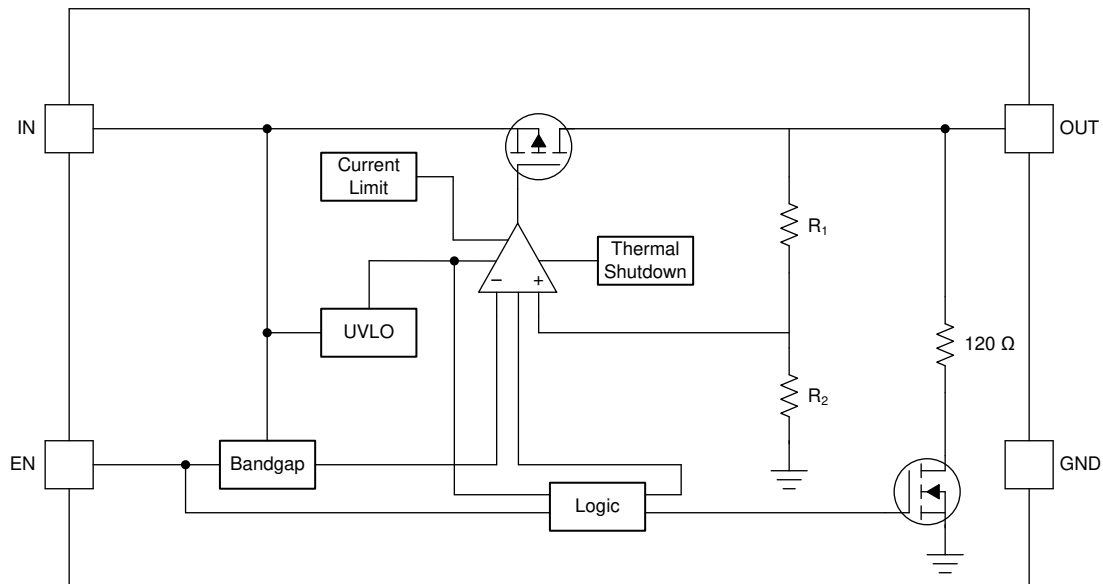 IN
OUT
Current
Limit
R₁
Thermal
Shutdown
−
+
UVLO
120 Ω
R₂
EN
Bandgap
GND
Logic